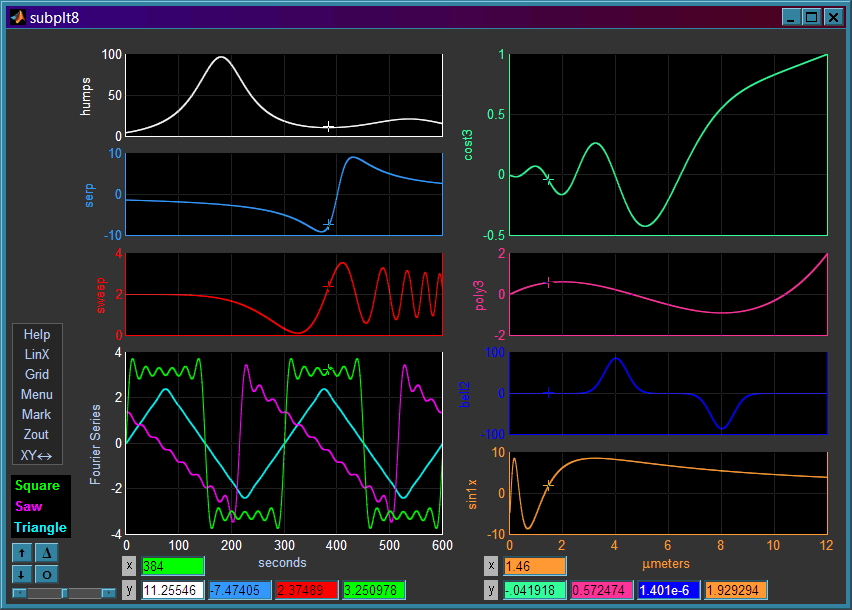 subplt8
100
50
0
humps
10
0
-10
serp
4
2
0
sweep
4
2
0
-2
-4
Fourier Series
0 100 200 300 400 500 600
seconds
1
0.5
0
-0.5
cost3
2
0
-2
poly3
100
0
-100
belt2
10
0
-10
sin1x
0 2 4 6 8 10 12
μmeters
Help
LinX
Grid
Menu
Mark
Zout
XY↔
Square
Saw
Triangle
↑ Δ
↓ O
x 384
y 11.25546 -7.47405 2.37489 3.250978
x 1.46
y -.041918 0.572474 1.401e-6 1.929294